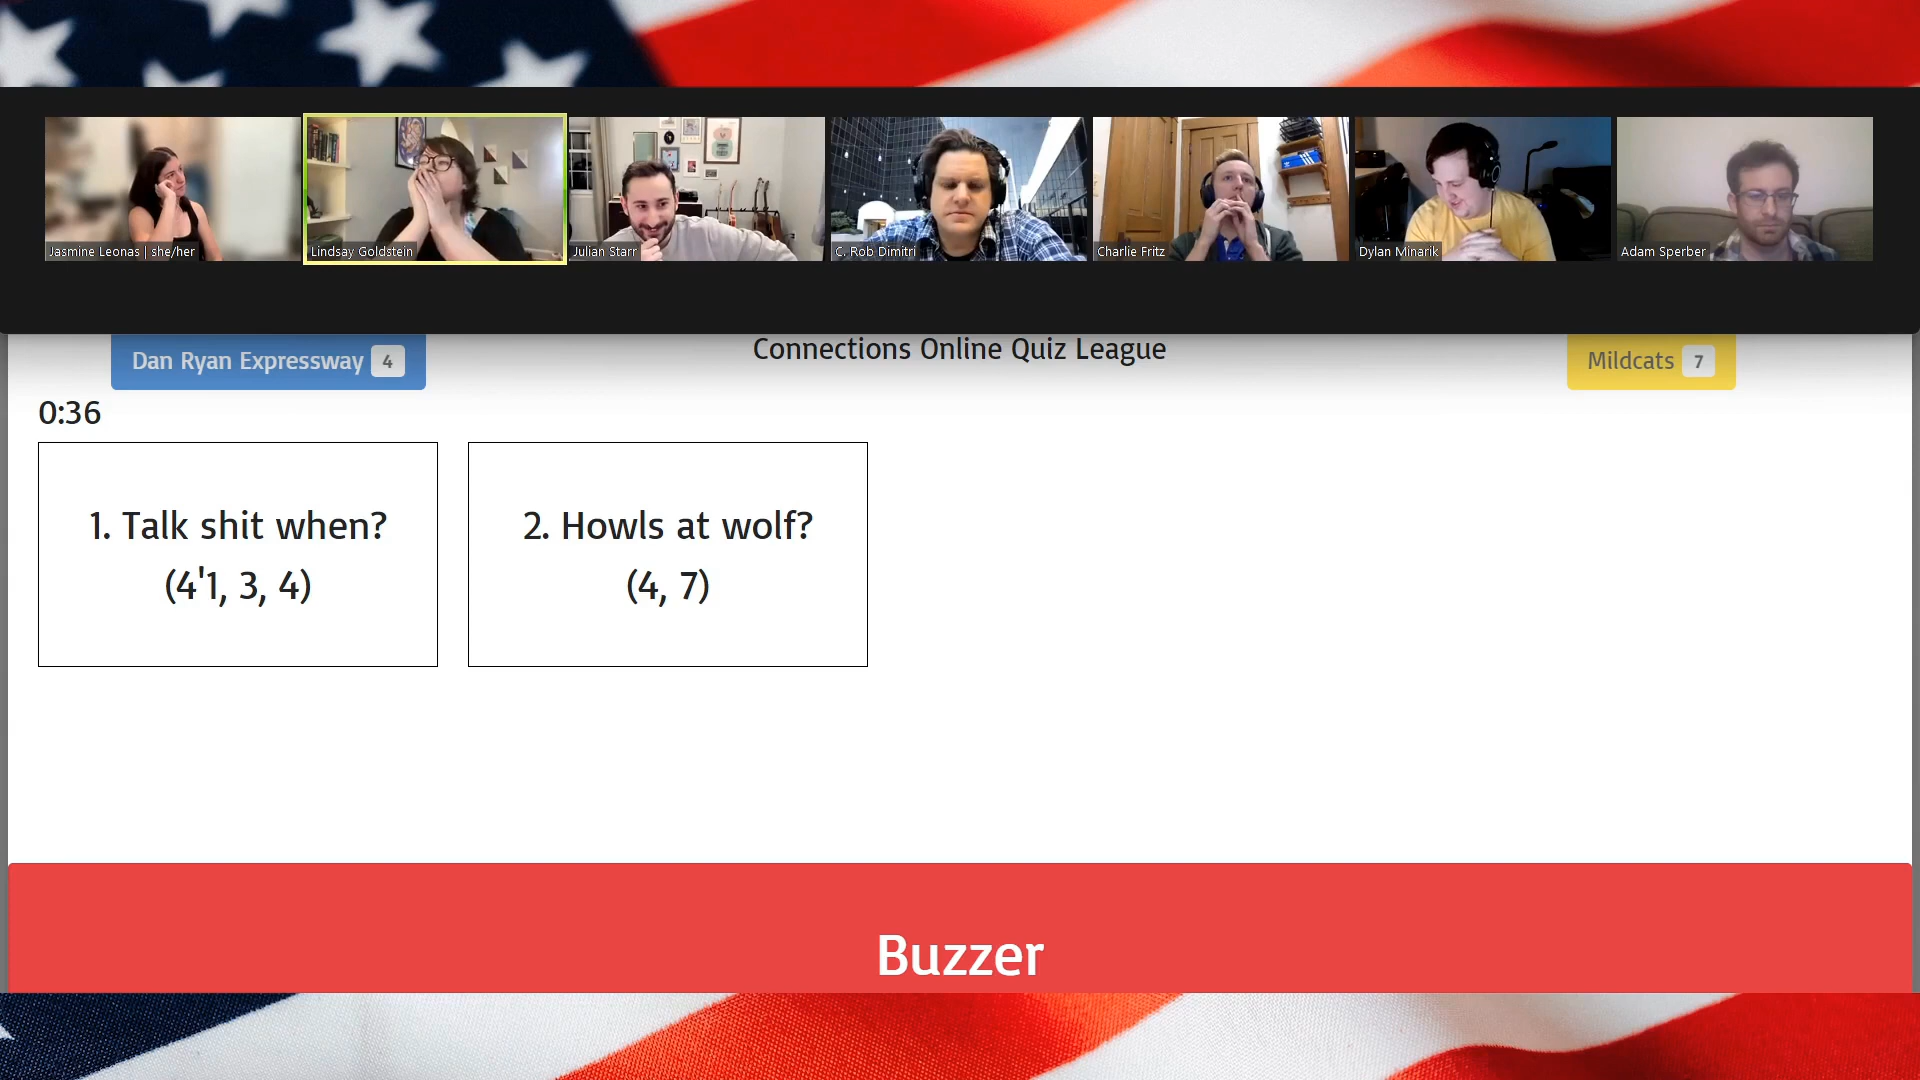 Jasmine Leonas | she/her
Lindsay Goldstein
Julian Starr
C. Rob Dimitri
Charlie Fritz
Dylan Minarik
Adam Sperber
Dan Ryan Expressway 4
Connections Online Quiz League
Mildcats 7
0:36
1. Talk shit when?
(4'1, 3, 4)
2. Howls at wolf?
(4, 7)
Buzzer